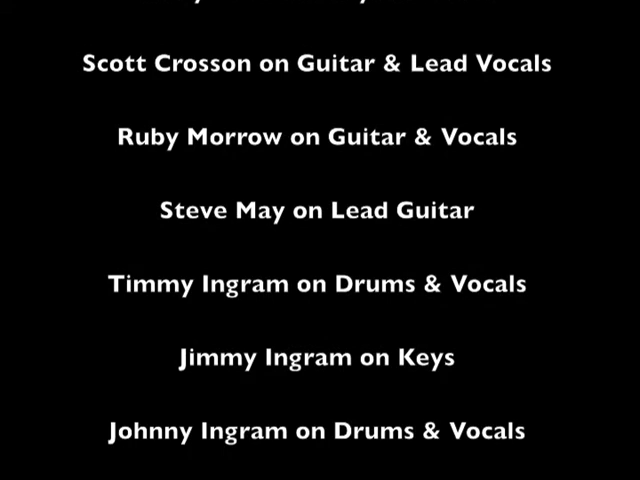 Scott Crosson on Guitar & Lead Vocals
Ruby Morrow on Guitar & Vocals
Steve May on Lead Guitar
Timmy Ingram on Drums & Vocals
Jimmy Ingram on Keys
Johnny Ingram on Drums & Vocals